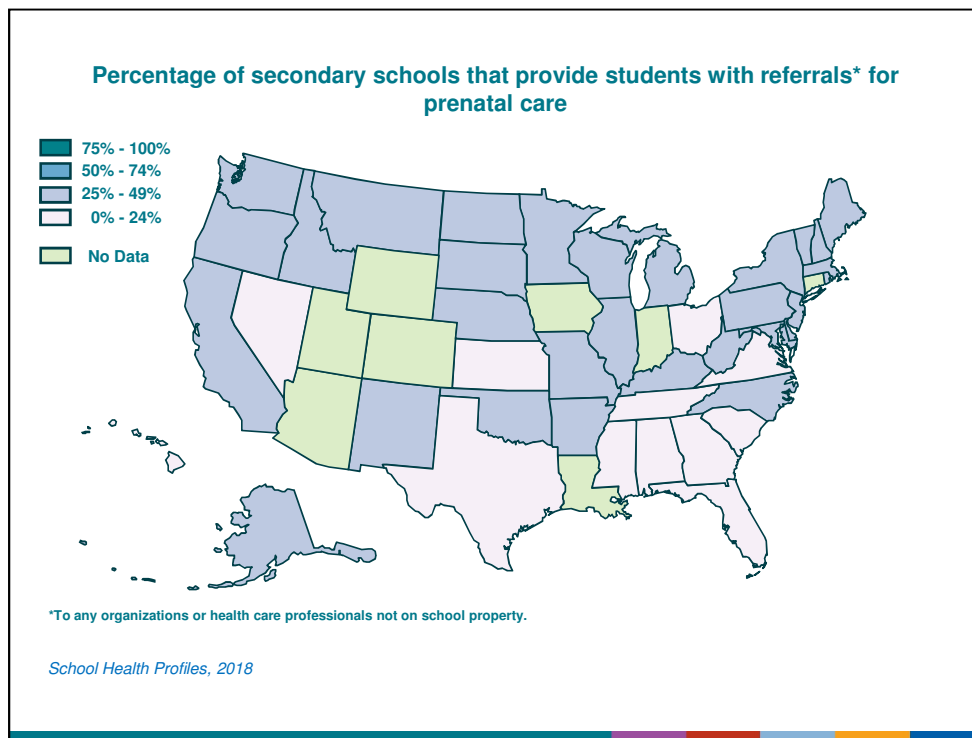 Percentage of secondary schools that provide students with referrals* for
prenatal care
75% - 100%
50% - 74%
25% - 49%
0% - 24%
No Data
*To any organizations or health care professionals not on school property.
School Health Profiles, 2018